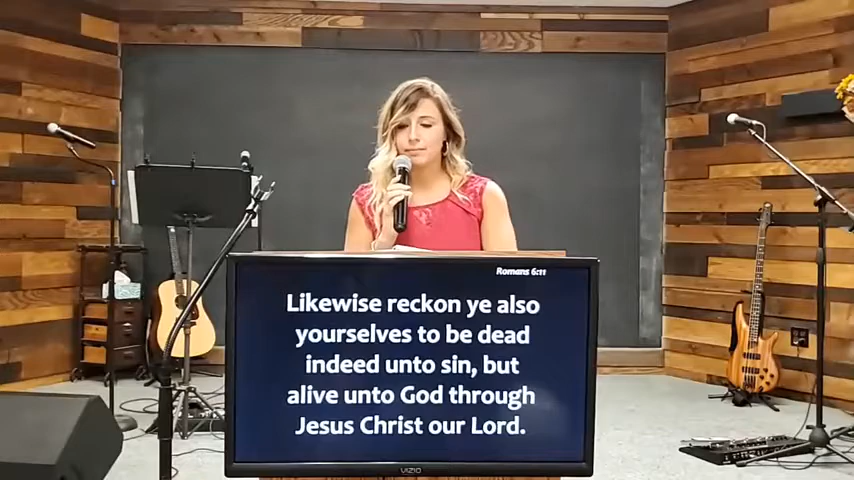 Romans 6:11
Likewise reckon ye also
yourselves to be dead
indeed unto sin, but
alive unto God through
Jesus Christ our Lord.
VIZIO